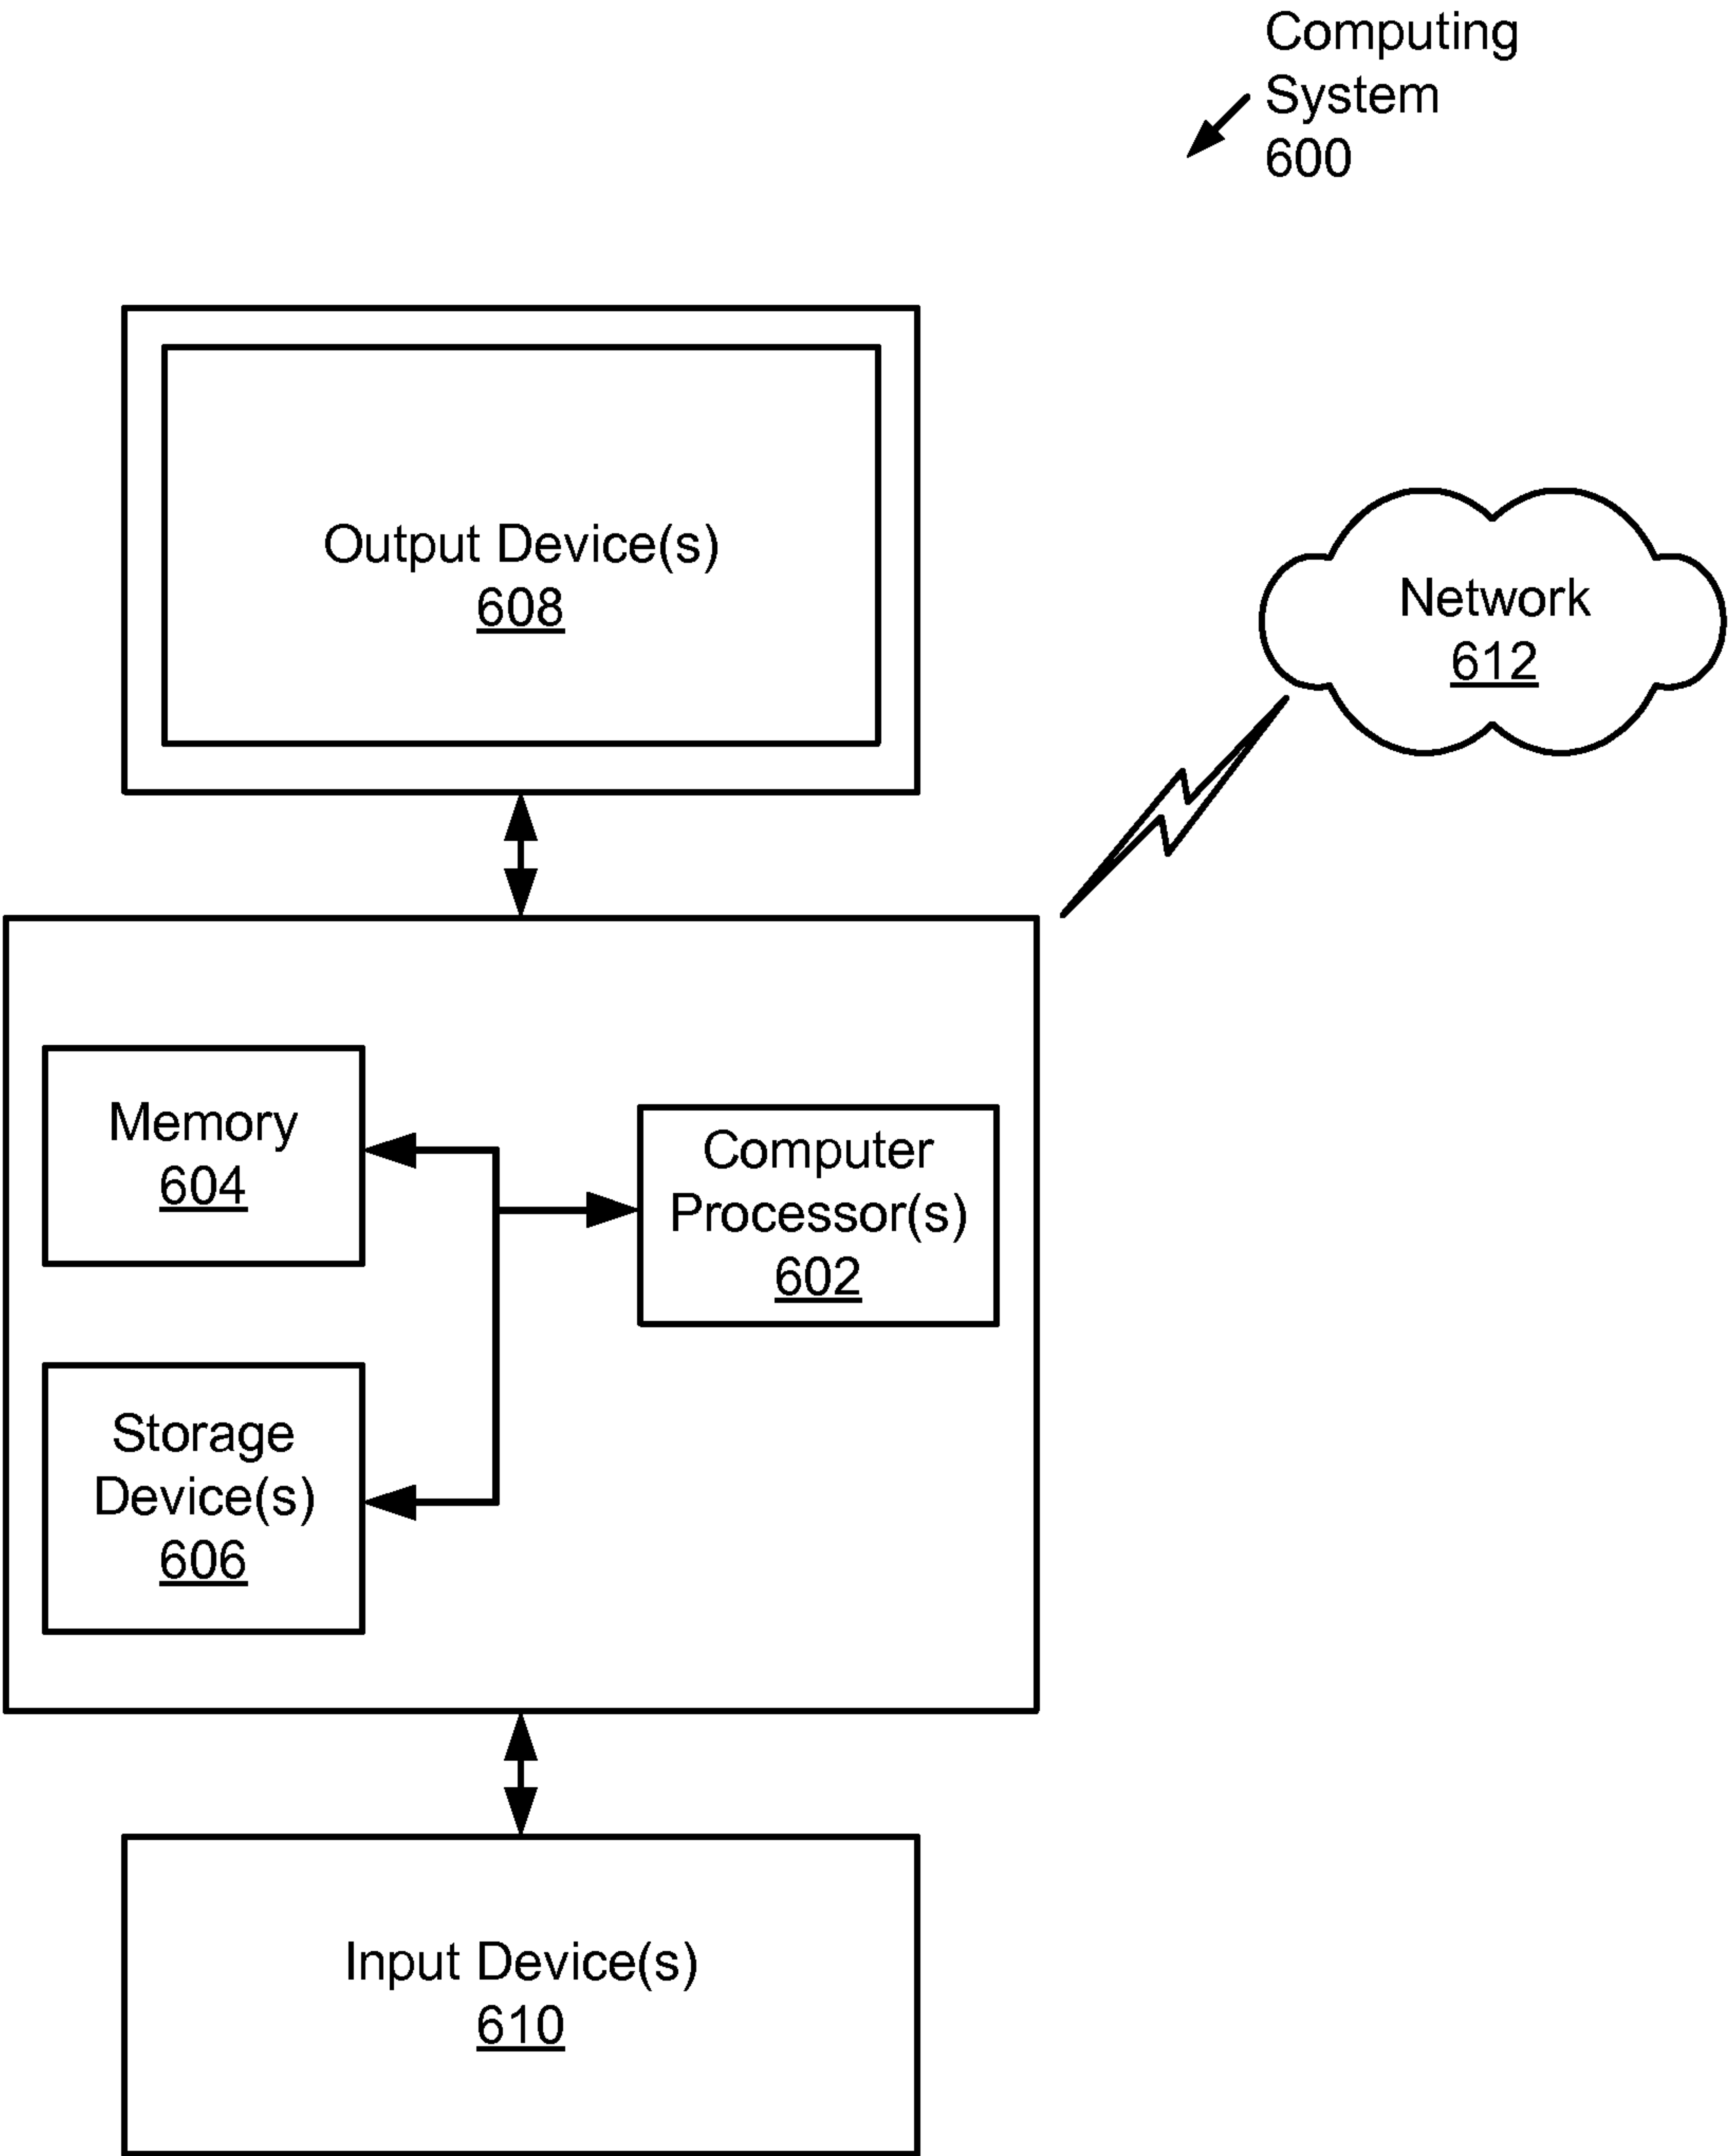 Computing
System
600
Output Device(s)
608
Network
612
Memory
604
Computer
Processor(s)
602
Storage
Device(s)
606
Input Device(s)
610